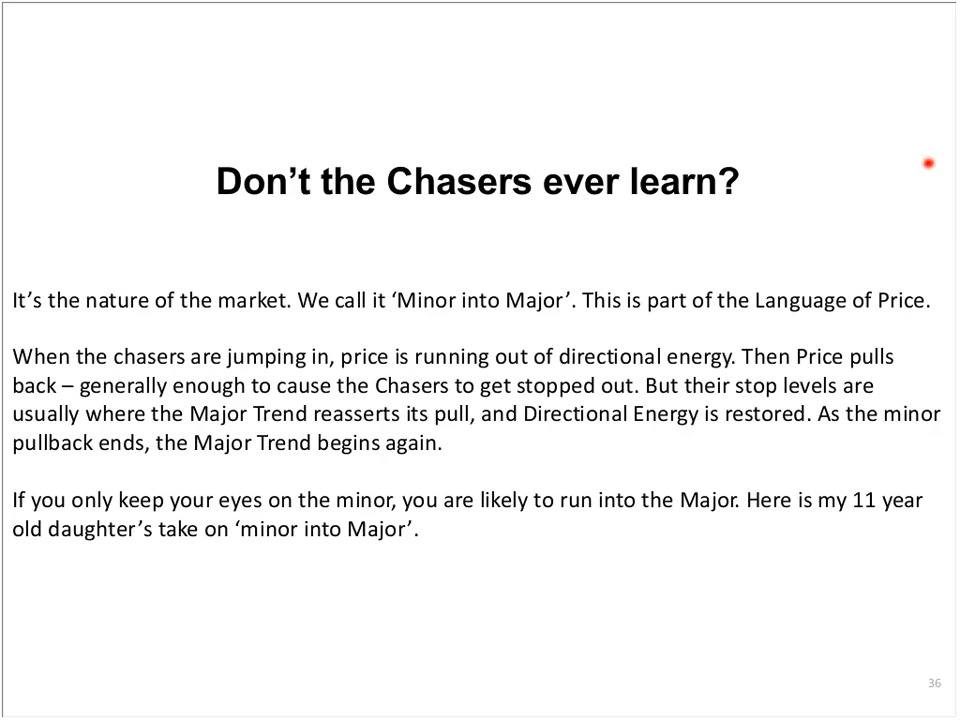 Don’t the Chasers ever learn?
It’s the nature of the market. We call it ‘Minor into Major’. This is part of the Language of Price.
When the chasers are jumping in, price is running out of directional energy. Then Price pulls
back – generally enough to cause the Chasers to get stopped out. But their stop levels are
usually where the Major Trend reasserts its pull, and Directional Energy is restored. As the minor
pullback ends, the Major Trend begins again.
If you only keep your eyes on the minor, you are likely to run into the Major. Here is my 11 year
old daughter’s take on ‘minor into Major’.
36